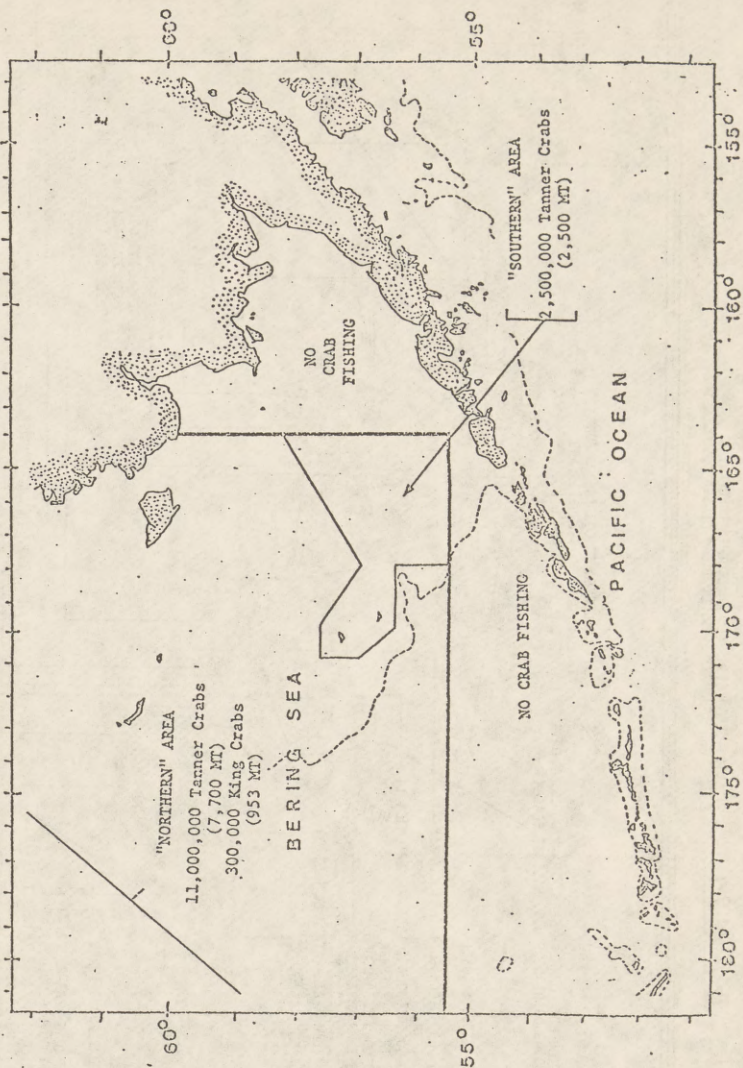 60°
55°
"NORTHERN" AREA
11,000,000 Tanner Crabs
(7,700 MT)
300,000 King Crabs
(953 MT)
BERING SEA
NO
CRAB
FISHING
"SOUTHERN" AREA
2,500,000 Tanner Crabs
(2,500 MT)
NO CRAB FISHING
PACIFIC OCEAN
60°
55°
180°
175°
170°
165°
160°
155°